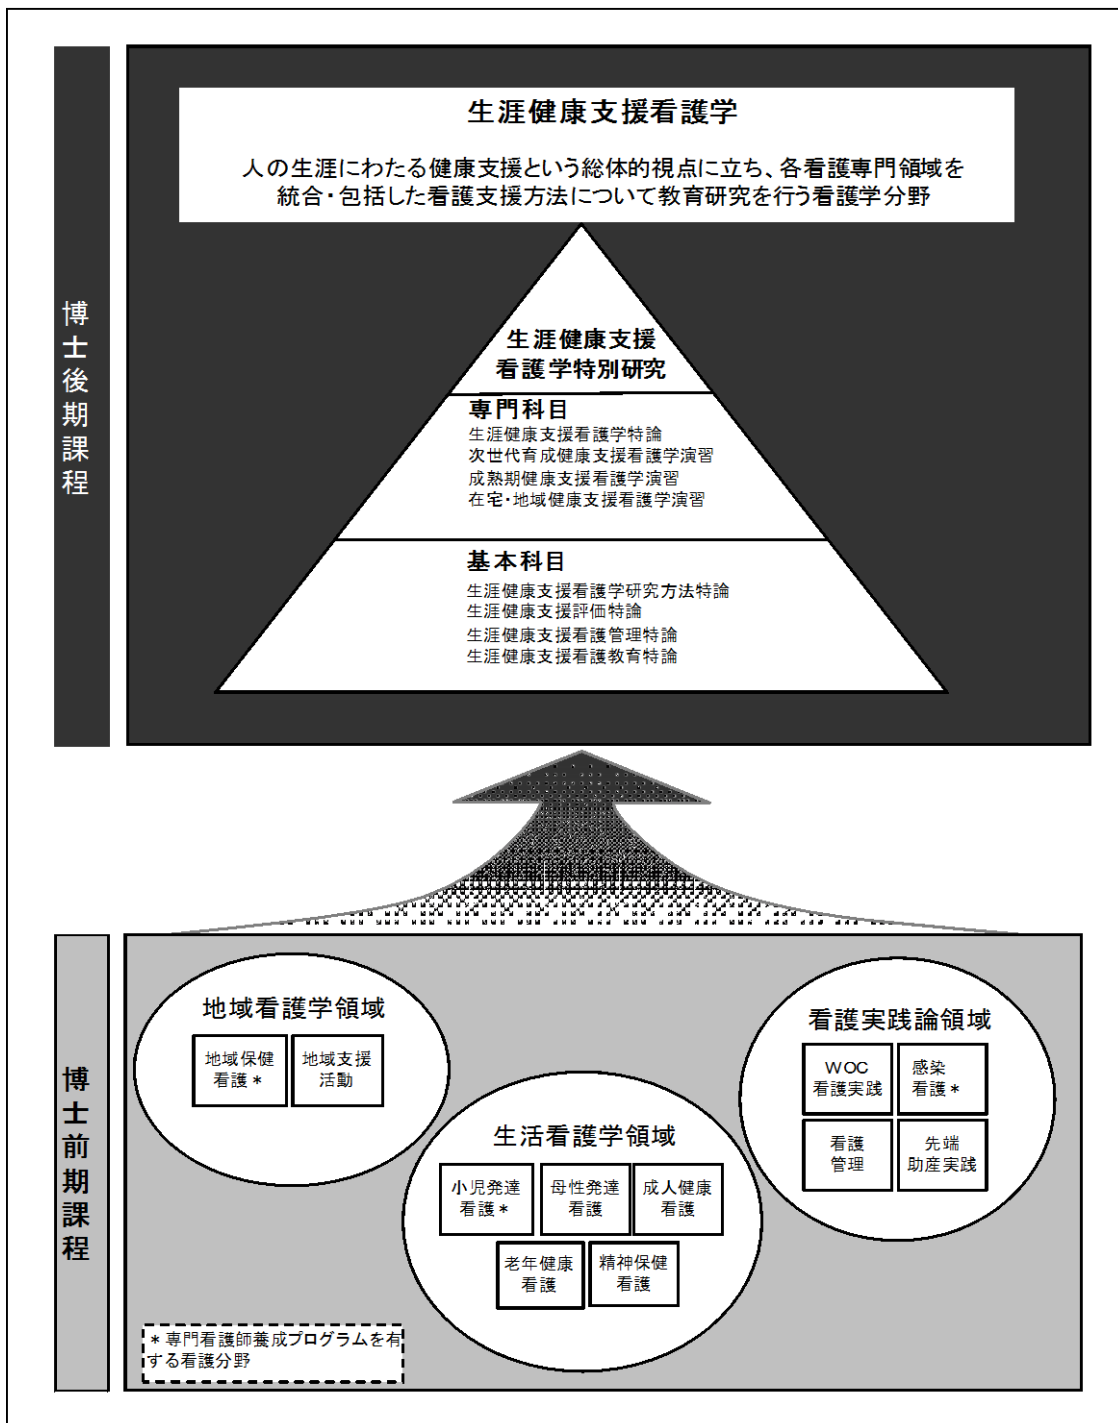 博士後期課程
生涯健康支援看護学
人の生涯にわたる健康支援という総体的視点に立ち、各看護専門領域を
統合・包括した看護支援方法について教育研究を行う看護学分野
生涯健康支援
看護学特別研究
専門科目
生涯健康支援看護学特論
次世代育成健康支援看護学演習
成熟期健康支援看護学演習
在宅・地域健康支援看護学演習
基本科目
生涯健康支援看護学研究方法特論
生涯健康支援評価特論
生涯健康支援看護管理特論
生涯健康支援看護教育特論
博士前期課程
地域看護学領域
地域保健
看護＊
地域支援
活動
生活看護学領域
小児発達
看護＊
母性発達
看護
成人健康
看護
老年健康
看護
精神保健
看護
看護実践論領域
WOC
看護実践
感染
看護＊
看護
管理
先端
助産実践
＊専門看護師養成プログラムを有
する看護分野